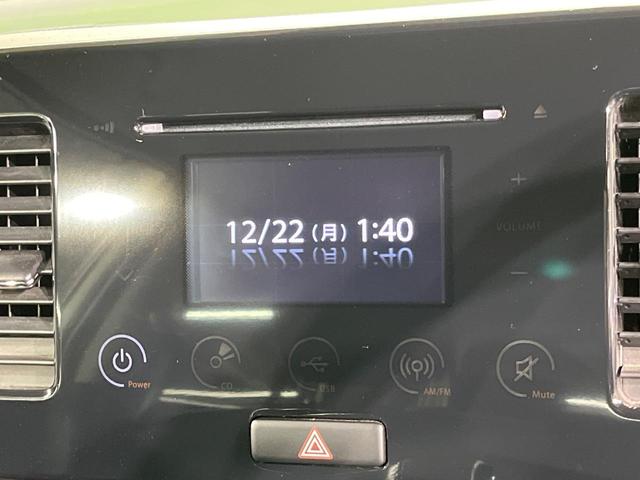 12/22 (月) 1:40
VOLUME
Power
CD
USB
AM/FM
Mute